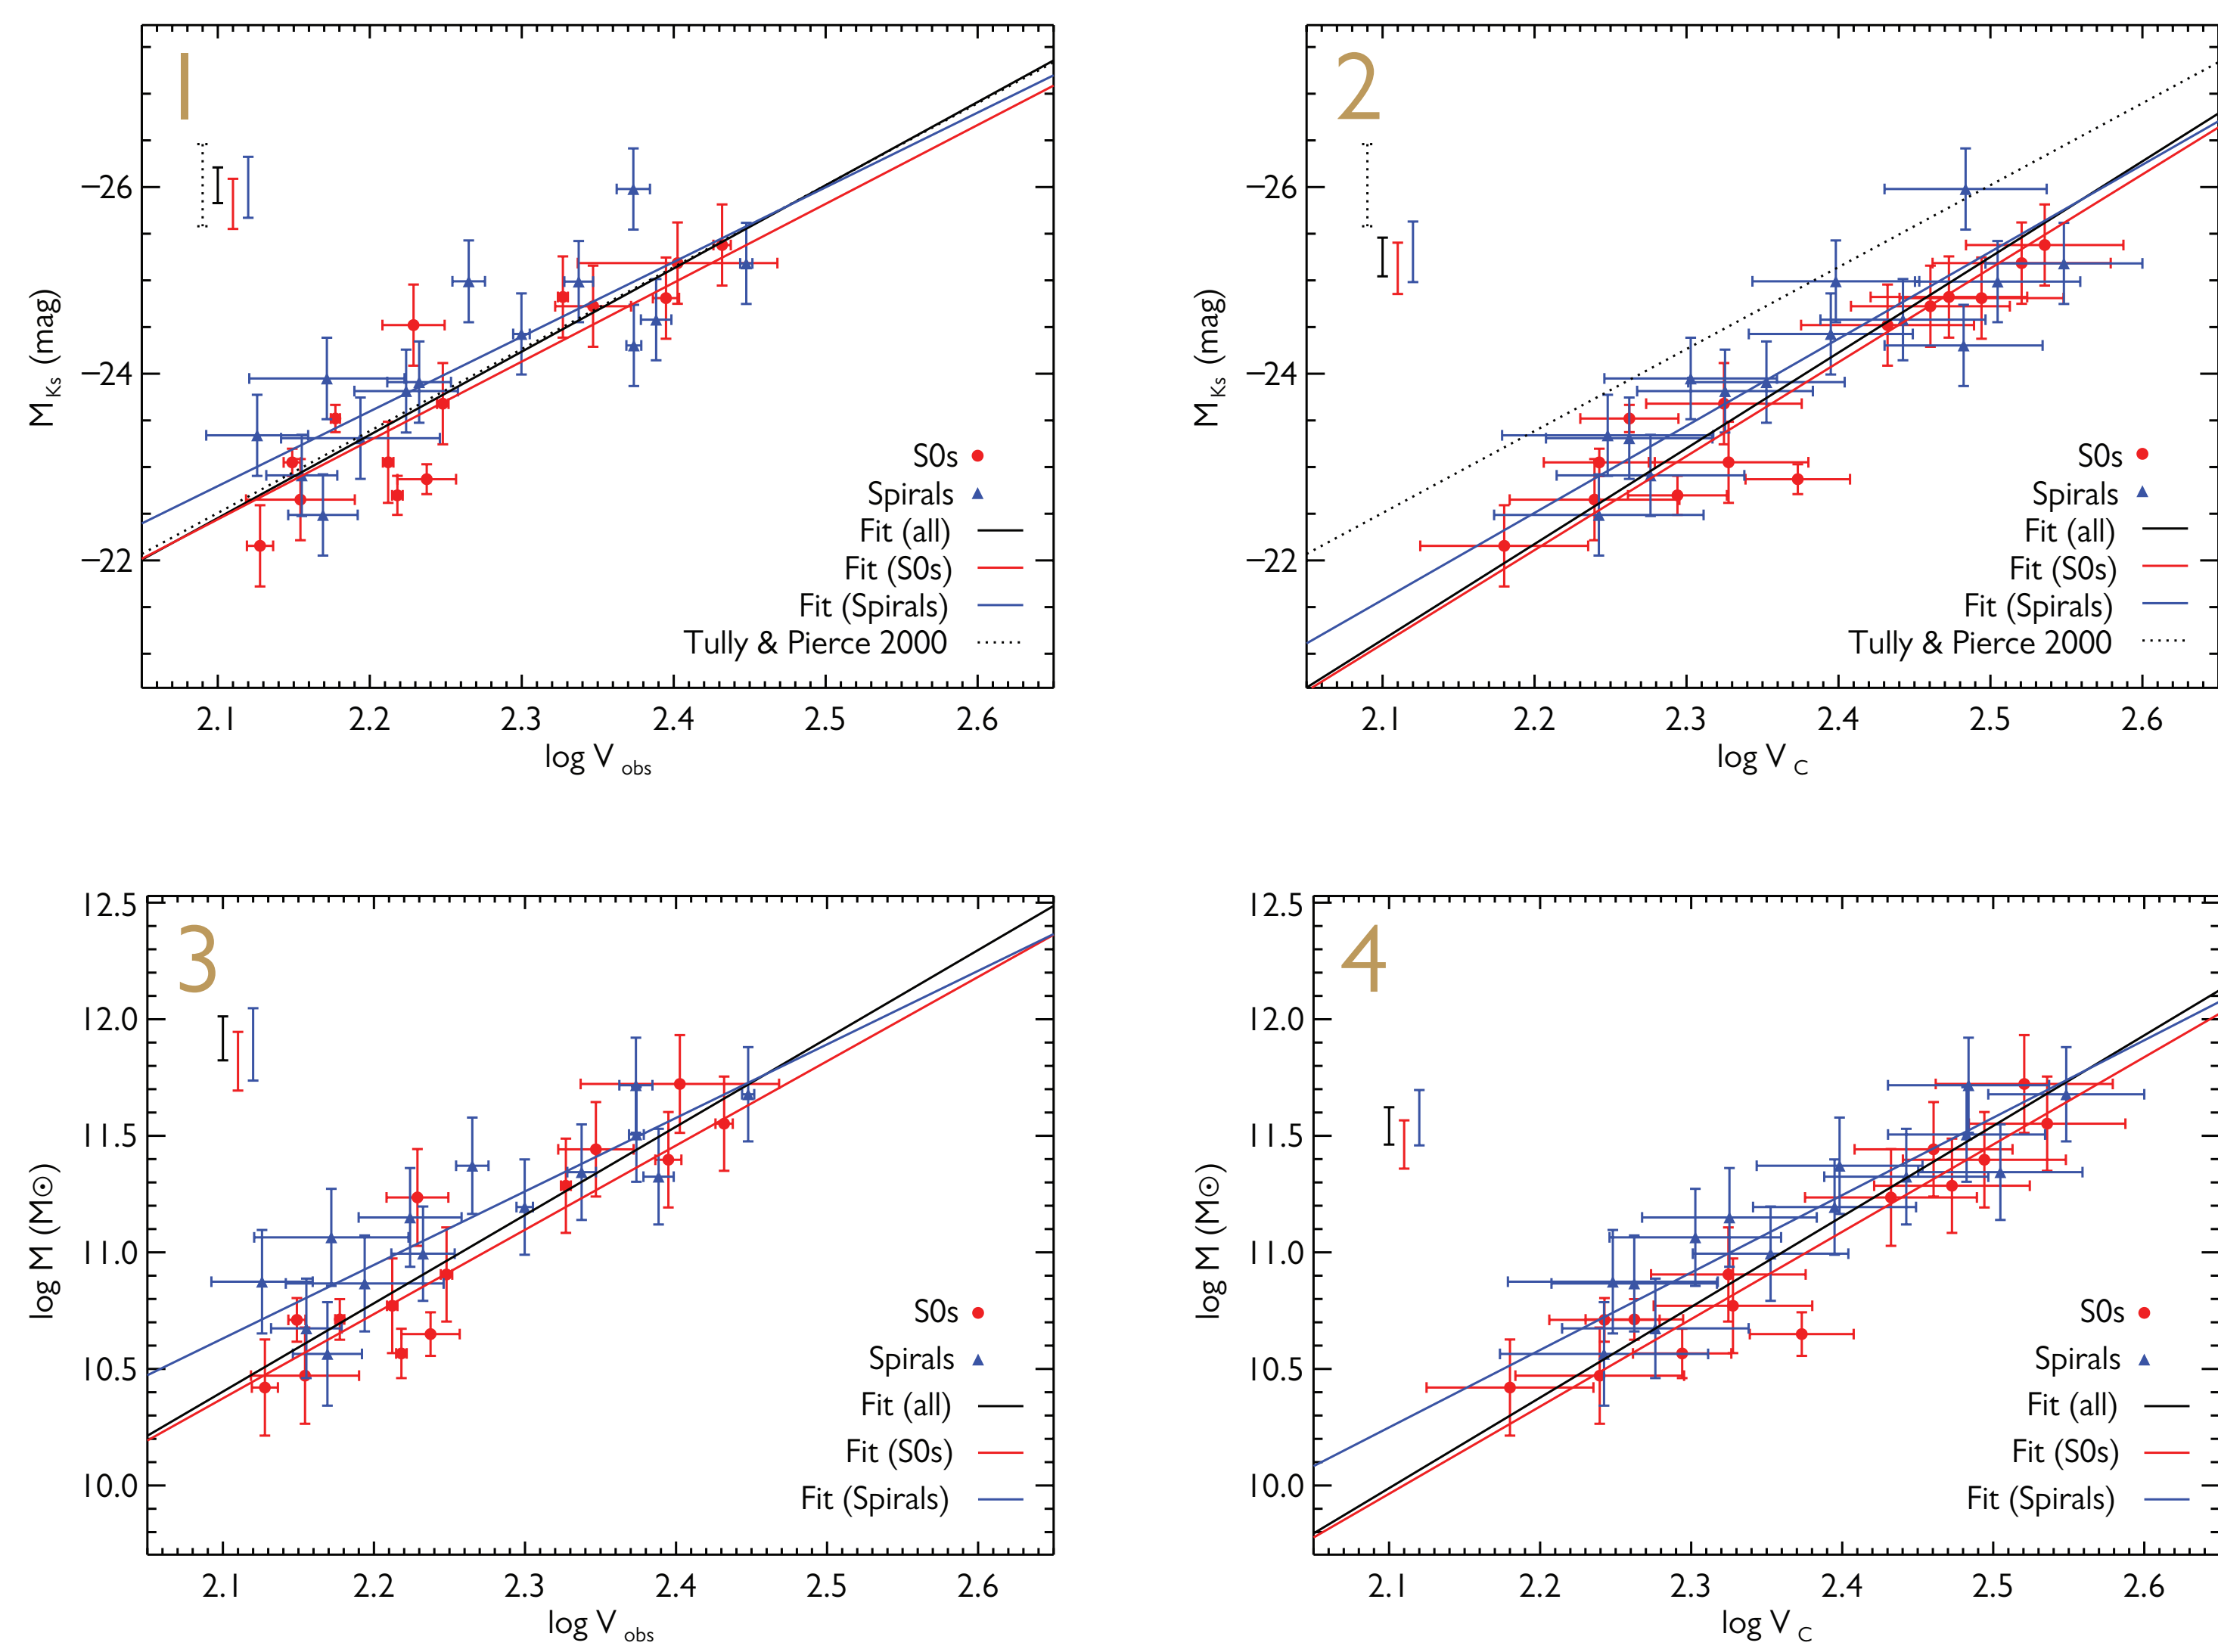 1
−26
−24
−22
M Ks (mag)
S0s
Spirals
Fit (all)
Fit (S0s)
Fit (Spirals)
Tully & Pierce 2000
2.1 2.2 2.3 2.4 2.5 2.6
log V obs
2
−26
−24
−22
M Ks (mag)
S0s
Spirals
Fit (all)
Fit (S0s)
Fit (Spirals)
Tully & Pierce 2000
2.1 2.2 2.3 2.4 2.5 2.6
log V C
3
12.5
12.0
11.5
11.0
10.5
10.0
log M (M⊙)
S0s
Spirals
Fit (all)
Fit (S0s)
Fit (Spirals)
2.1 2.2 2.3 2.4 2.5 2.6
log V obs
4
12.5
12.0
11.5
11.0
10.5
10.0
log M (M⊙)
S0s
Spirals
Fit (all)
Fit (S0s)
Fit (Spirals)
2.1 2.2 2.3 2.4 2.5 2.6
log V C